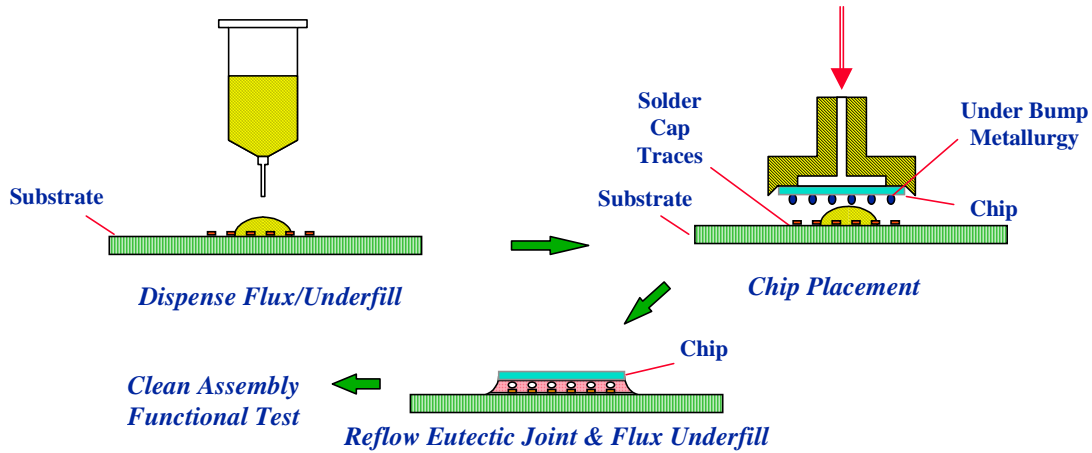 Substrate
Dispense Flux/Underfill
Solder
Cap
Traces
Substrate
Under Bump
Metallurgy
Chip
Chip Placement
Chip
Reflow Eutectic Joint & Flux Underfill
Clean Assembly
Functional Test